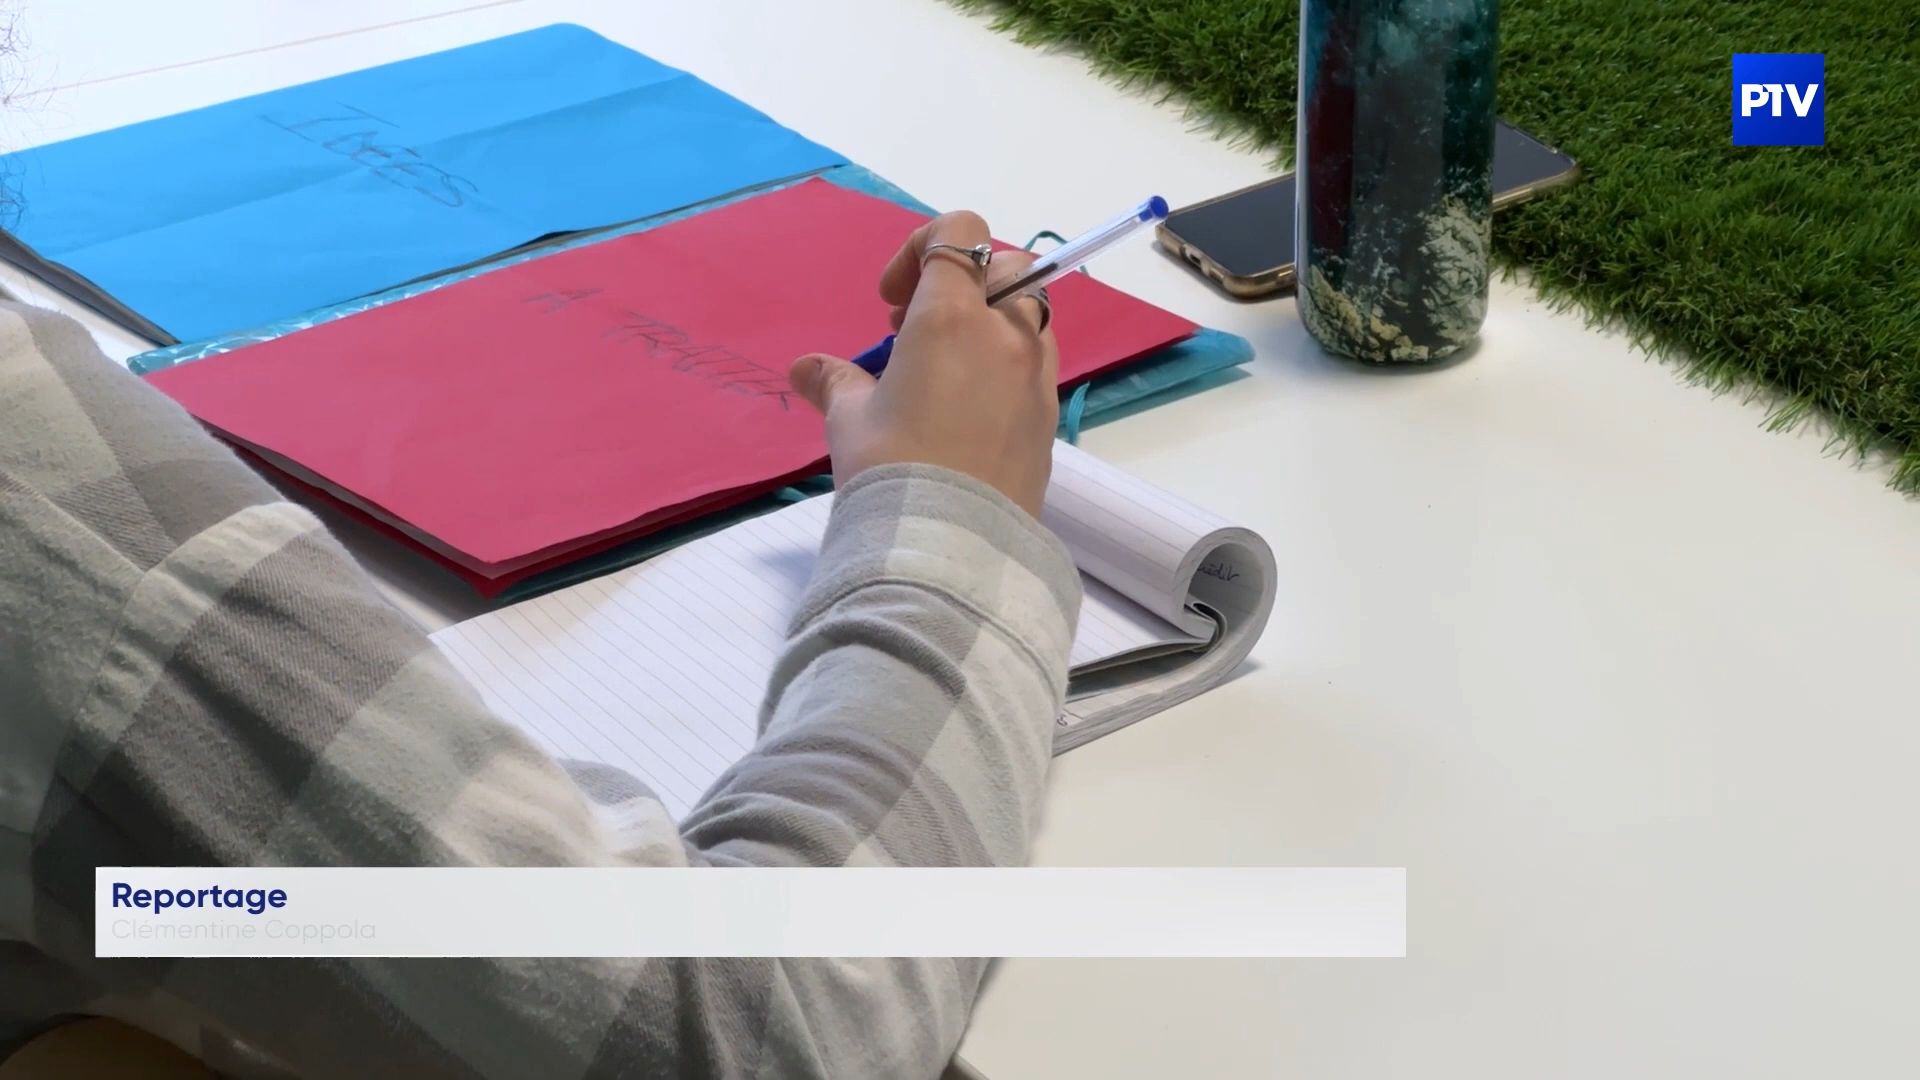 PTV
IDÉES
A TRAITER
Reportage
Clémentine Coppola